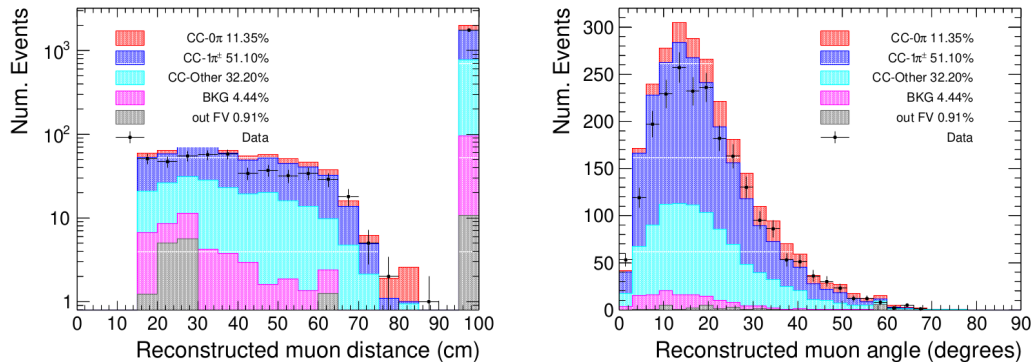 Num. Events
10³
10²
10
1
CC-0π 11.35%
CC-1π± 51.10%
CC-Other 32.20%
BKG 4.44%
out FV 0.91%
Data
0 10 20 30 40 50 60 70 80 90 100
Reconstructed muon distance (cm)
Num. Events
300
250
200
150
100
50
0
CC-0π 11.35%
CC-1π± 51.10%
CC-Other 32.20%
BKG 4.44%
out FV 0.91%
Data
0 10 20 30 40 50 60 70 80 90
Reconstructed muon angle (degrees)